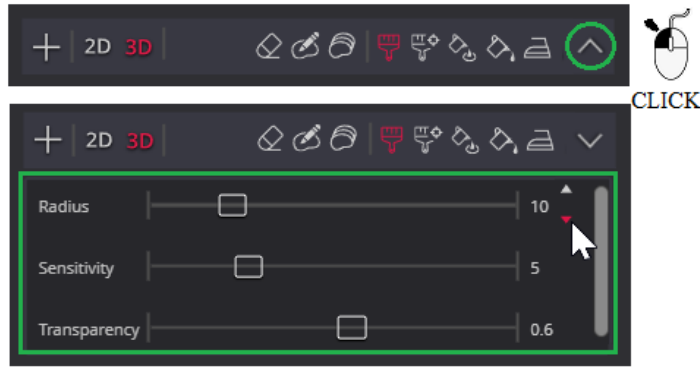 2D 3D
CLICK
2D 3D
Radius 10
Sensitivity 5
Transparency 0.6